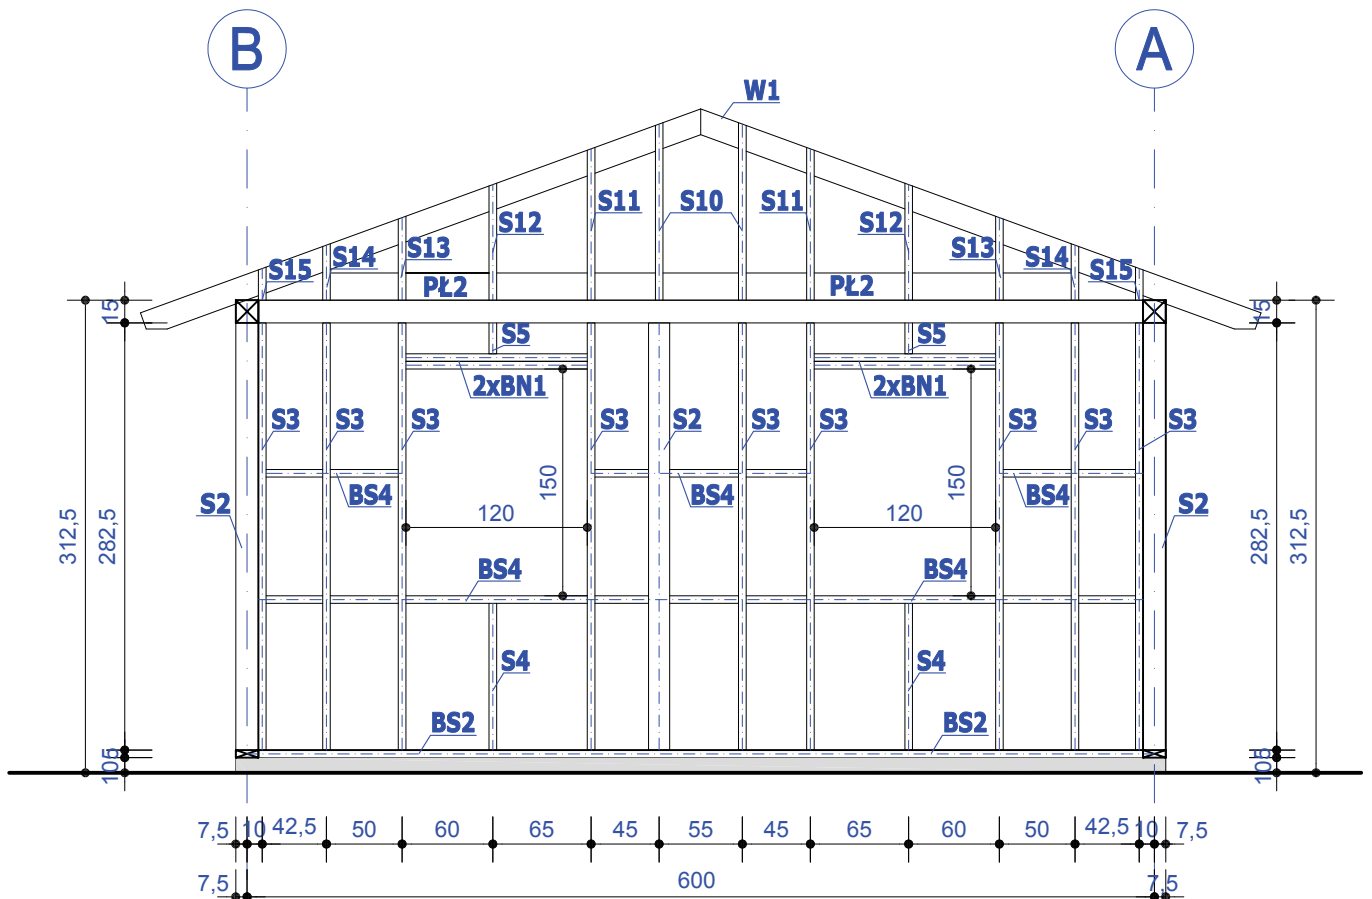 B A
W1
S11 S10 S11
S12 S12
S13 S13
S14 S14
S15 S15
PŁ2 PŁ2
15 15
S5 S5
2xBN1 2xBN1
S3 S3 S3 S3 S2 S3 S3 S3 S3 S3
BS4 BS4 BS4
150 150
S2 S2
120 120
312,5 282,5 282,5 312,5
BS4 BS4
S4 S4
BS2 BS2
10 5 10 5
7,5 10 42,5 50 60 65 45 55 45 65 60 50 42,5 10 7,5
7,5 600 7,5